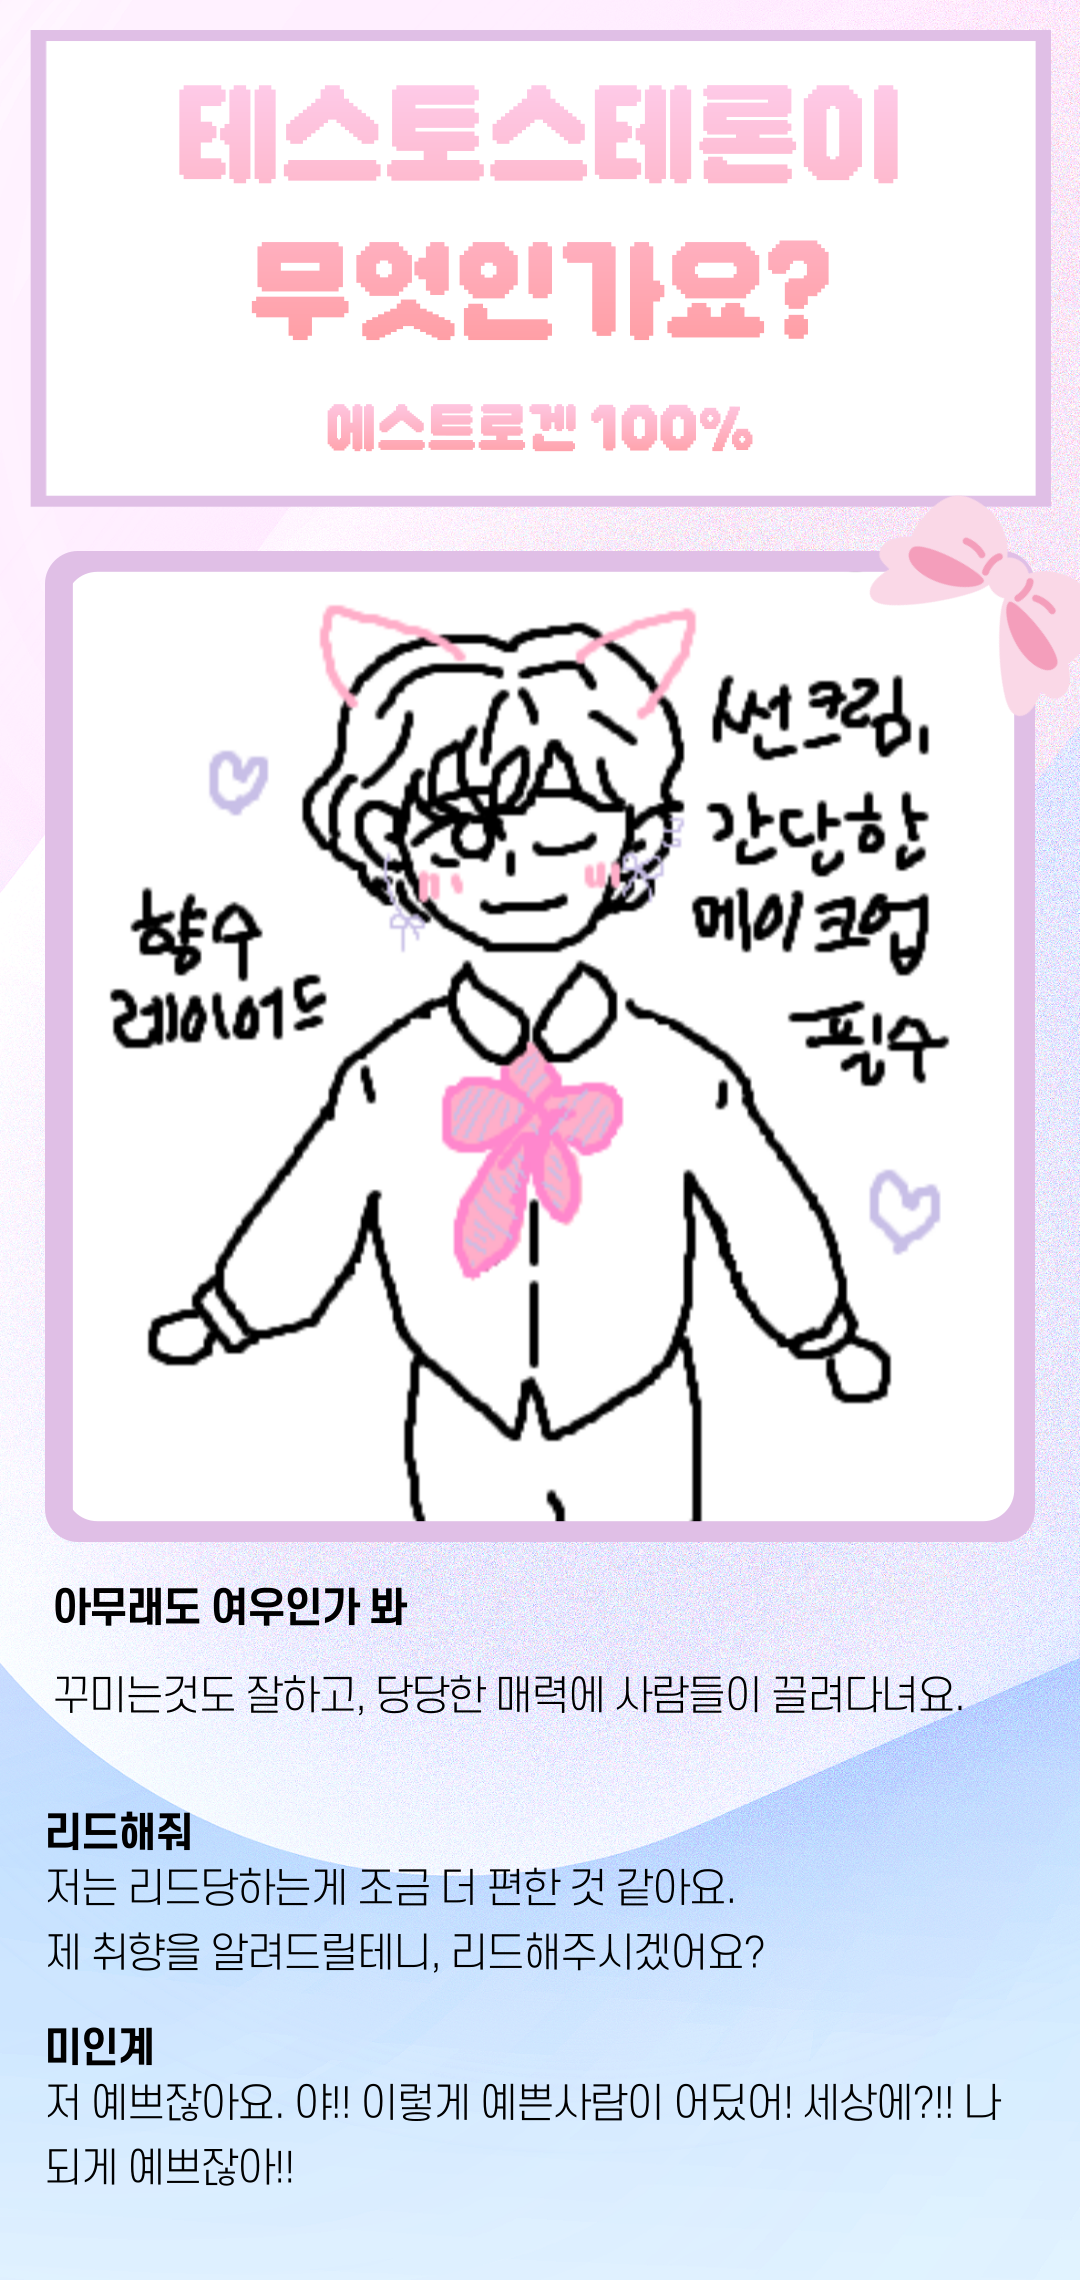 테스토스테론이
무엇인가요?
에스트로겐 100%
썬크림,
간단한
메이크업
필수
향수
레이어드
아무래도 여우인가 봐
꾸미는것도 잘하고, 당당한 매력에 사람들이 끌려다녀요.
리드해줘
저는 리드당하는게 조금 더 편한 것 같아요.
제 취향을 알려드릴테니, 리드해주시겠어요?
미인계
저 예쁘잖아요. 야!! 이렇게 예쁜사람이 어딨어! 세상에?!! 나
되게 예쁘잖아!!